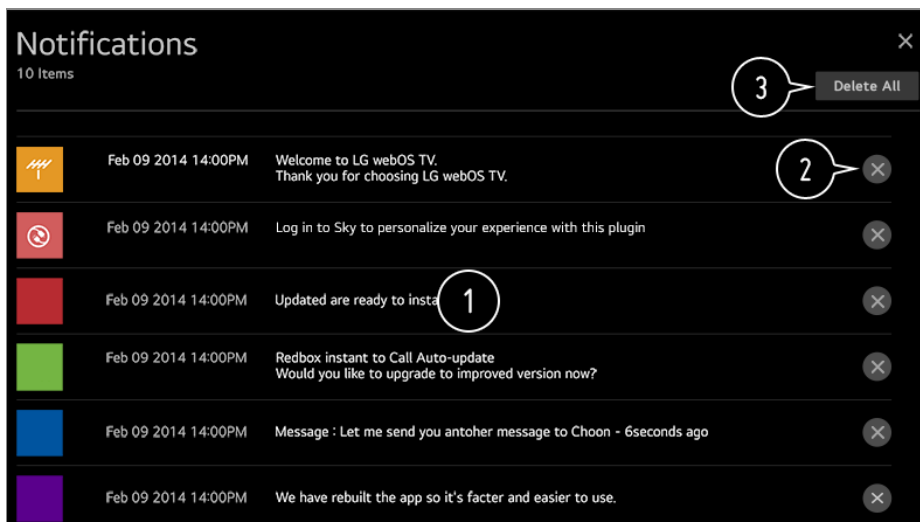 Notifications
10 Items
3
Delete All
Feb 09 2014 14:00PM
Welcome to LG webOS TV.
Thank you for choosing LG webOS TV.
2
Feb 09 2014 14:00PM
Log in to Sky to personalize your experience with this plugin
Feb 09 2014 14:00PM
Updated are ready to insta
1
Feb 09 2014 14:00PM
Redbox instant to Call Auto-update
Would you like to upgrade to improved version now?
Feb 09 2014 14:00PM
Message : Let me send you antoher message to Choon - 6seconds ago
Feb 09 2014 14:00PM
We have rebuilt the app so it's facter and easier to use.